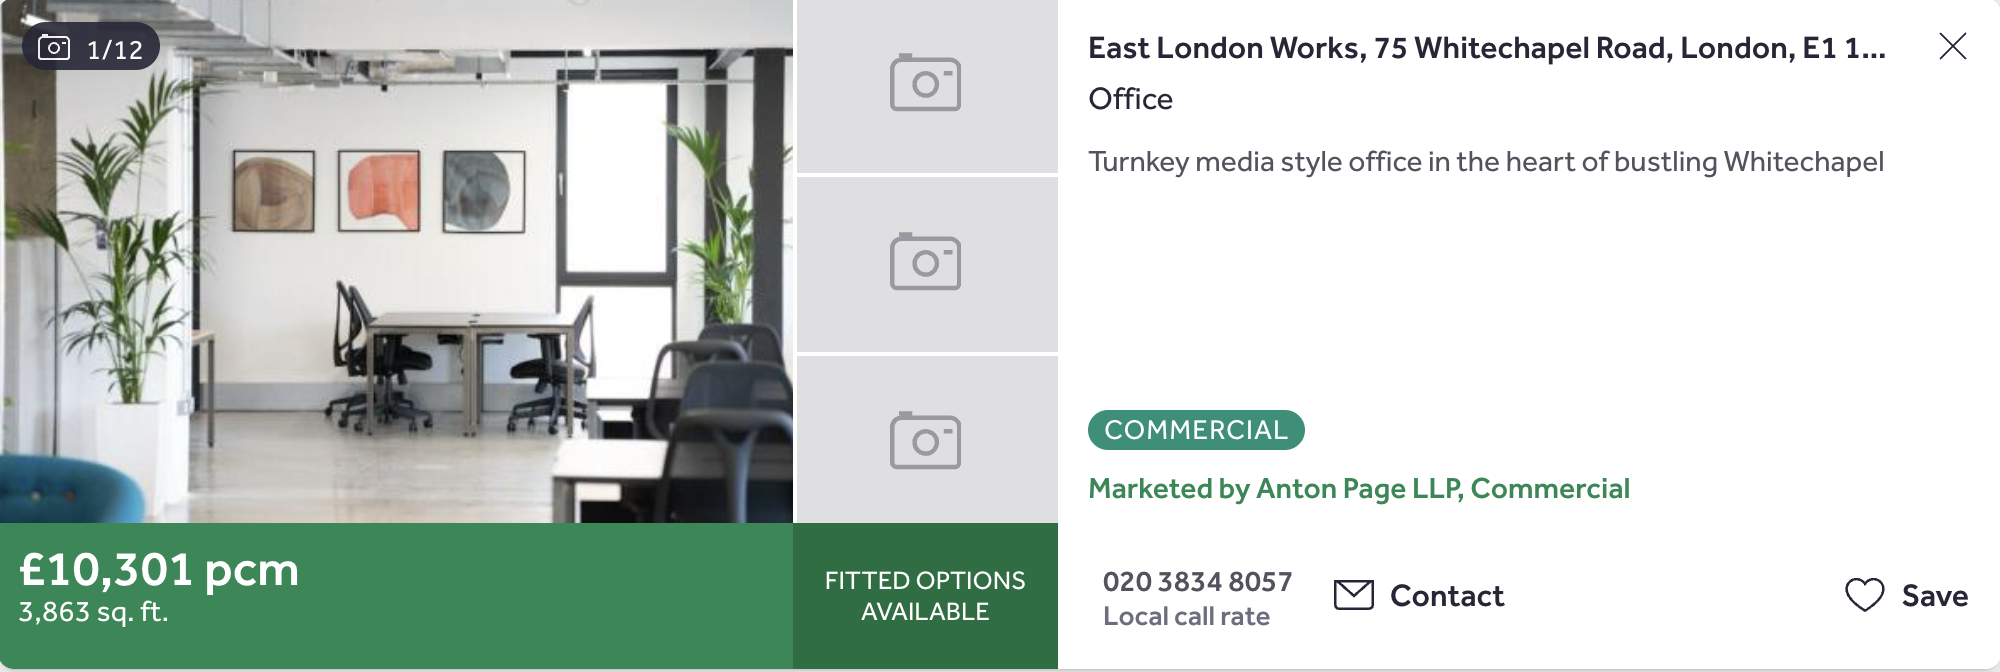 1/12
East London Works, 75 Whitechapel Road, London, E1 1...
Office
Turnkey media style office in the heart of bustling Whitechapel
COMMERCIAL
Marketed by Anton Page LLP, Commercial
£10,301 pcm
3,863 sq. ft.
FITTED OPTIONS
AVAILABLE
020 3834 8057
Local call rate
Contact
Save